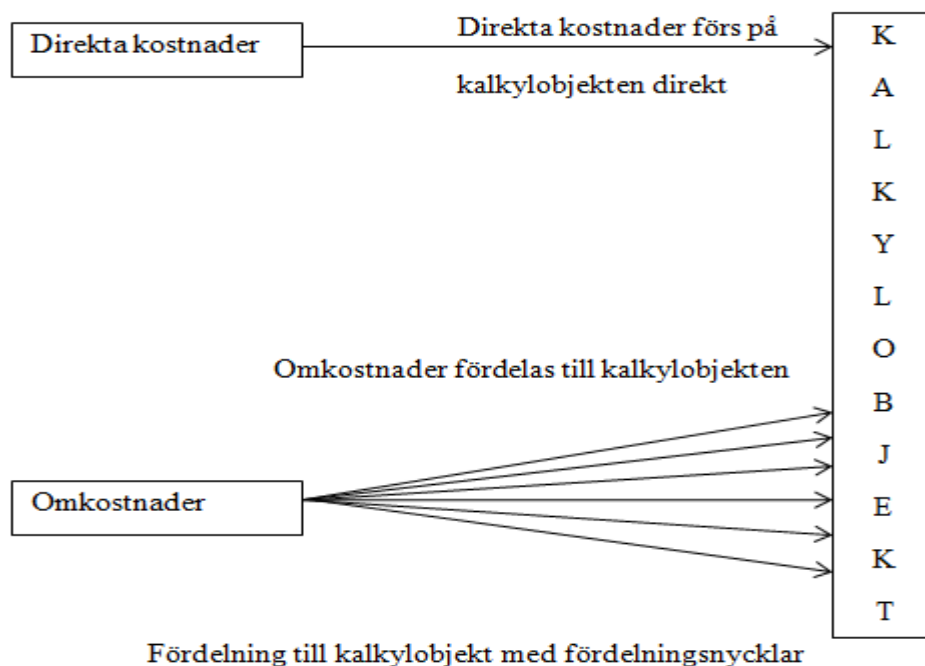 Direkta kostnader
Direkta kostnader förs på
kalkylobjekten direkt
K
A
L
K
Y
L
O
B
J
E
K
T
Omkostnader fördelas till kalkylobjekten
Omkostnader
Fördelning till kalkylobjekt med fördelningsnycklar